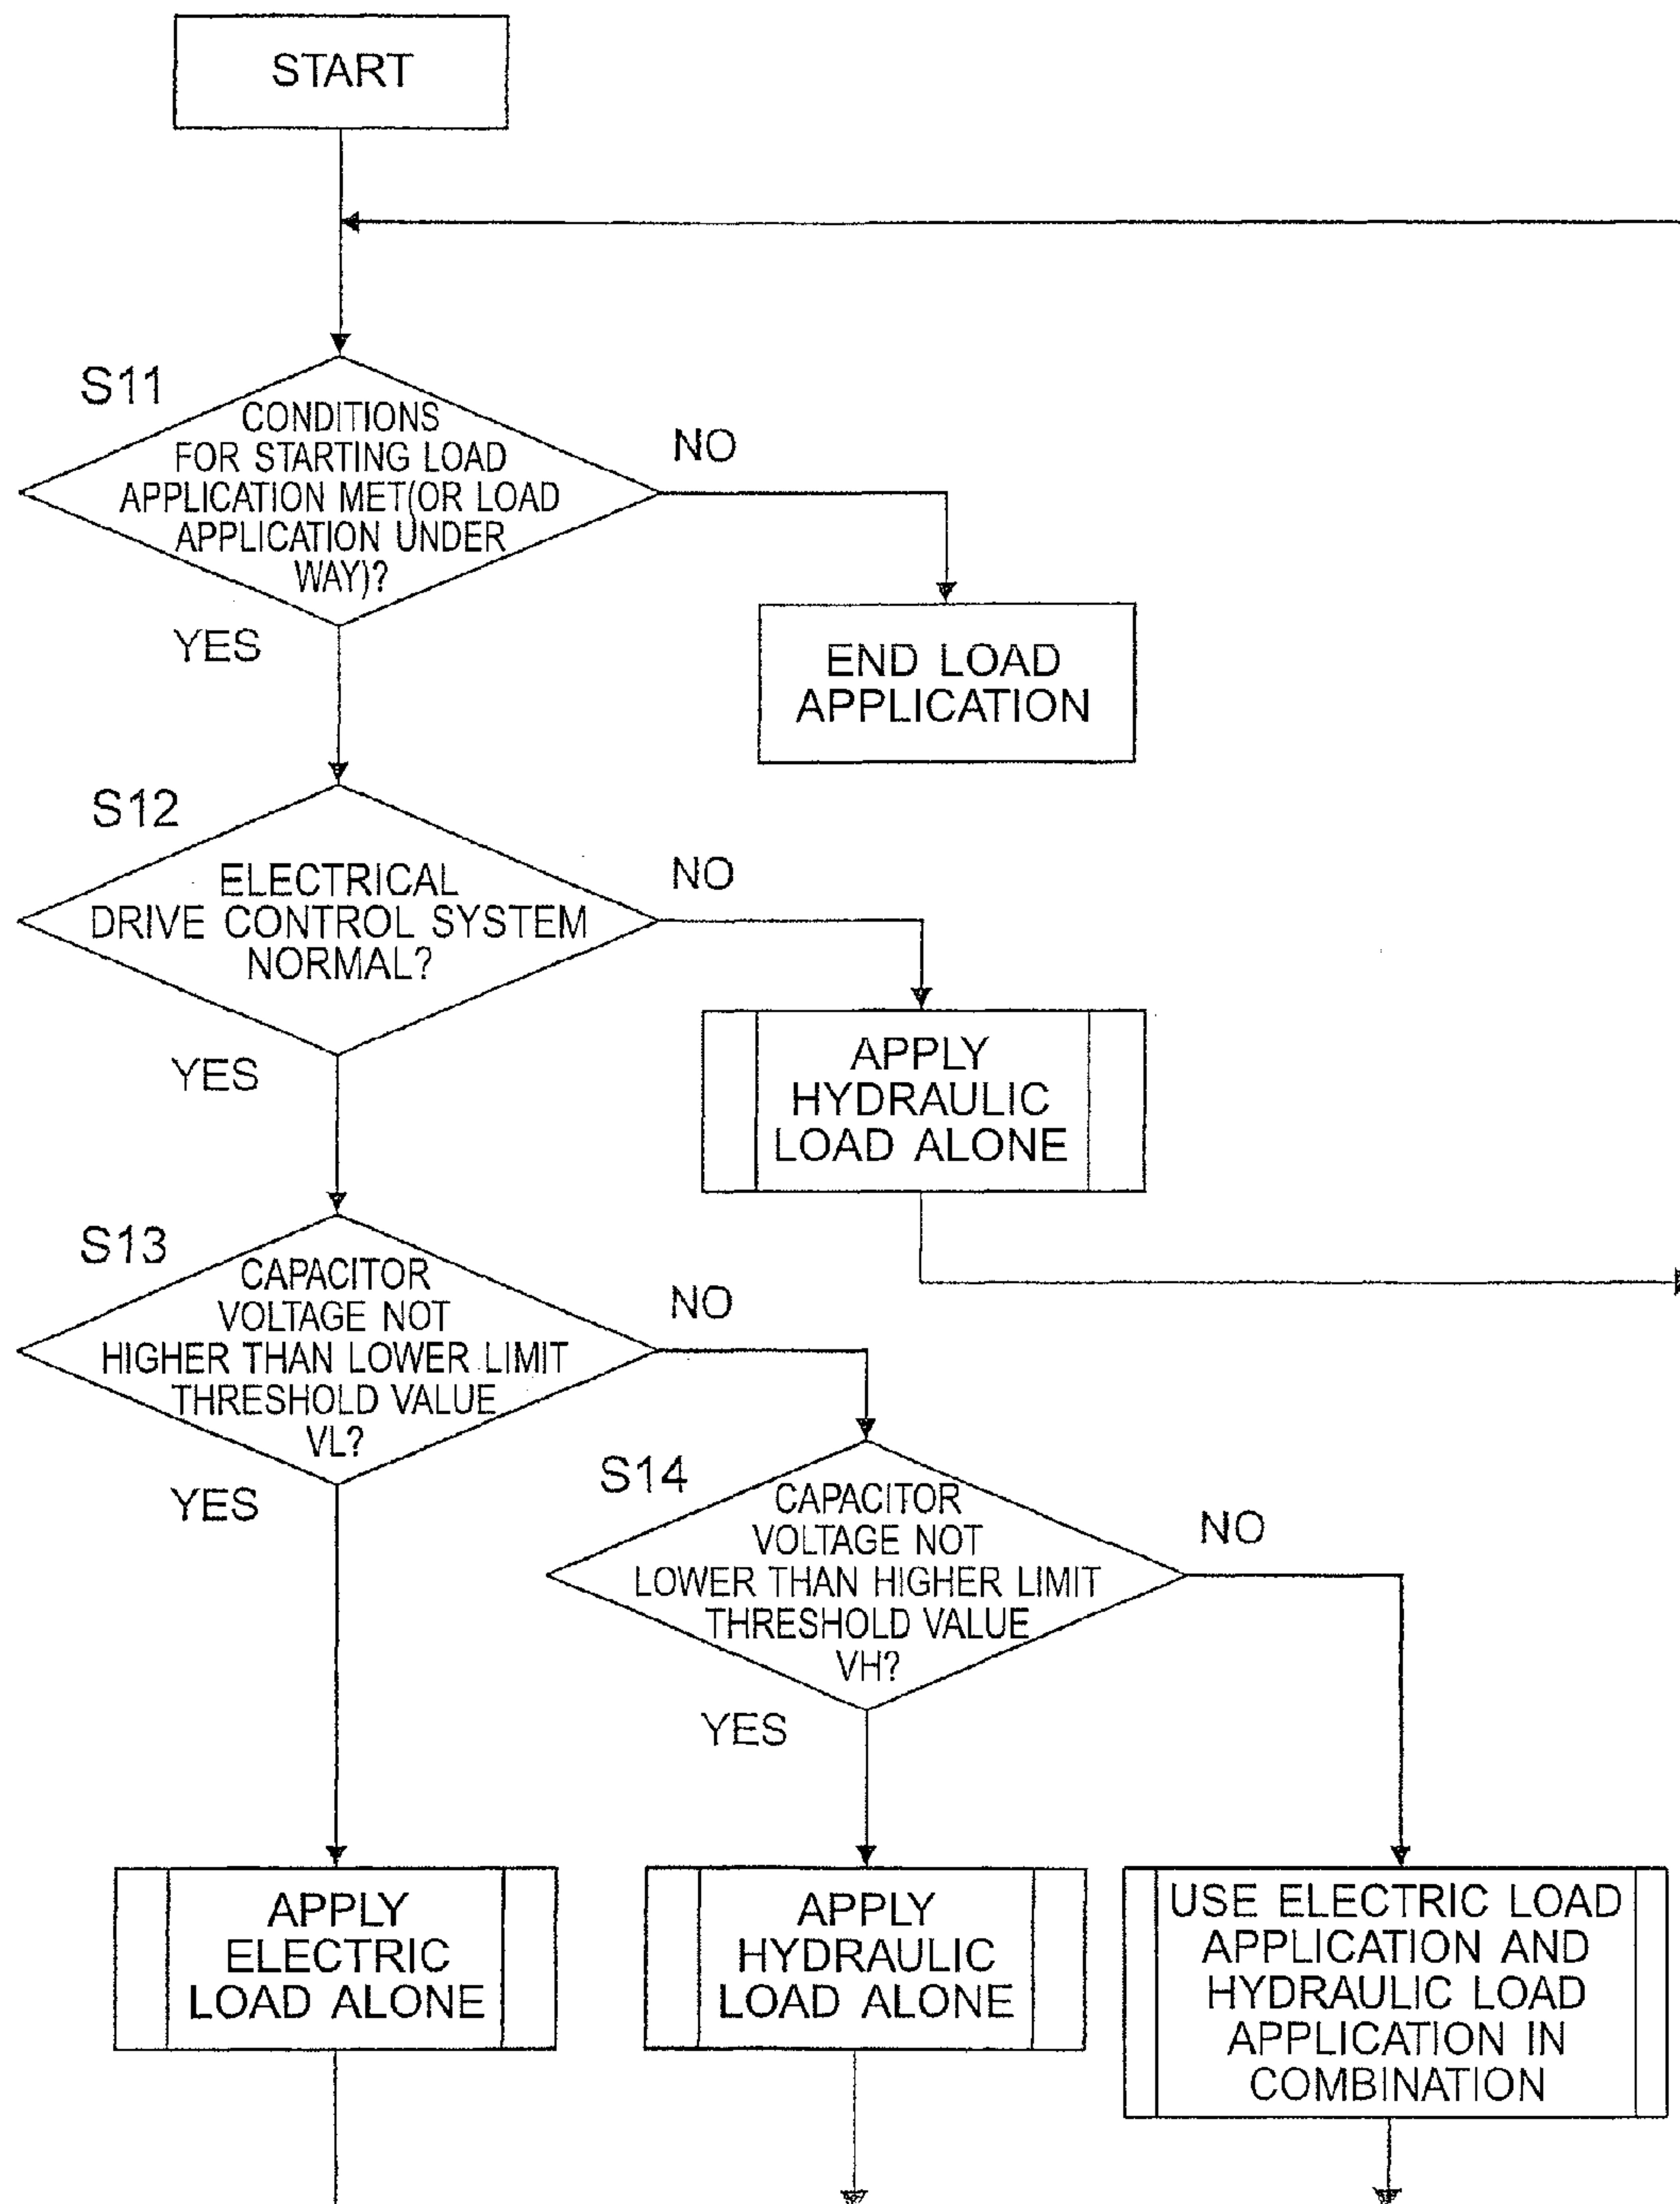 START
S11
CONDITIONS
FOR STARTING LOAD
APPLICATION MET(OR LOAD
APPLICATION UNDER
WAY)?
NO
YES
END LOAD
APPLICATION
S12
ELECTRICAL
DRIVE CONTROL SYSTEM
NORMAL?
NO
YES
APPLY
HYDRAULIC
LOAD ALONE
S13
CAPACITOR
VOLTAGE NOT
HIGHER THAN LOWER LIMIT
THRESHOLD VALUE
VL?
NO
YES
S14
CAPACITOR
VOLTAGE NOT
LOWER THAN HIGHER LIMIT
THRESHOLD VALUE
VH?
NO
YES
APPLY
ELECTRIC
LOAD ALONE
APPLY
HYDRAULIC
LOAD ALONE
USE ELECTRIC LOAD
APPLICATION AND
HYDRAULIC LOAD
APPLICATION IN
COMBINATION